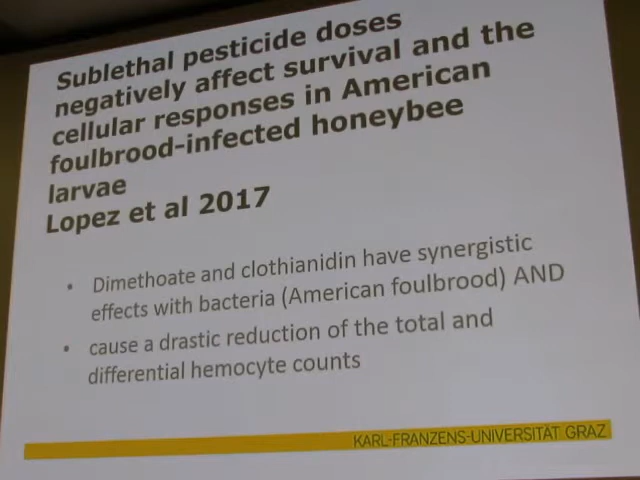 Sublethal pesticide doses
negatively affect survival and the
cellular responses in American
foulbrood-infected honeybee
larvae
Lopez et al 2017
• Dimethoate and clothianidin have synergistic
effects with bacteria (American foulbrood) AND
• cause a drastic reduction of the total and
differential hemocyte counts
KARL-FRANZENS-UNIVERSITÄT GRAZ